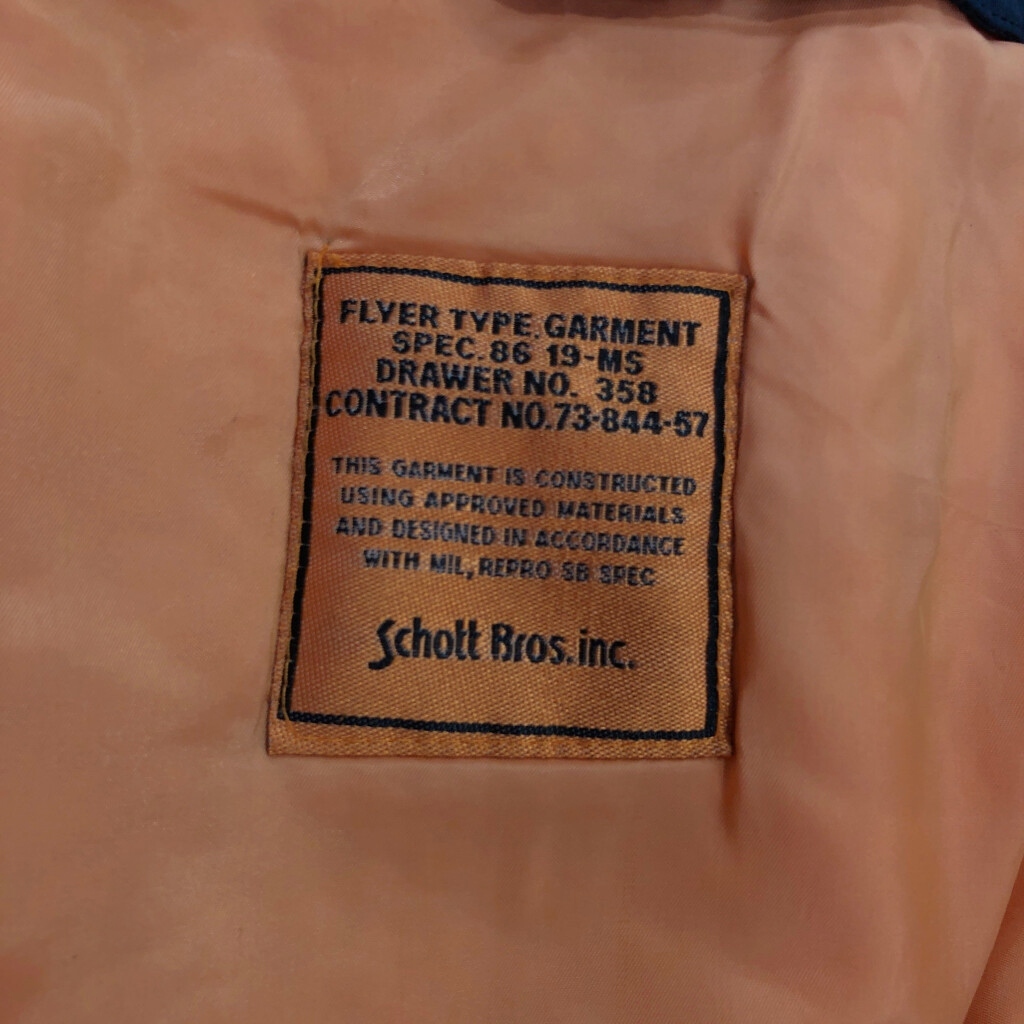 FLYER TYPE. GARMENT
SPEC. 86 19-MS
DRAWER NO. 358
CONTRACT NO. 73-844-57
THIS GARMENT IS CONSTRUCTED
USING APPROVED MATERIALS
AND DESIGNED IN ACCORDANCE
WITH MIL, REPRO SB SPEC
Schott Bros. inc.